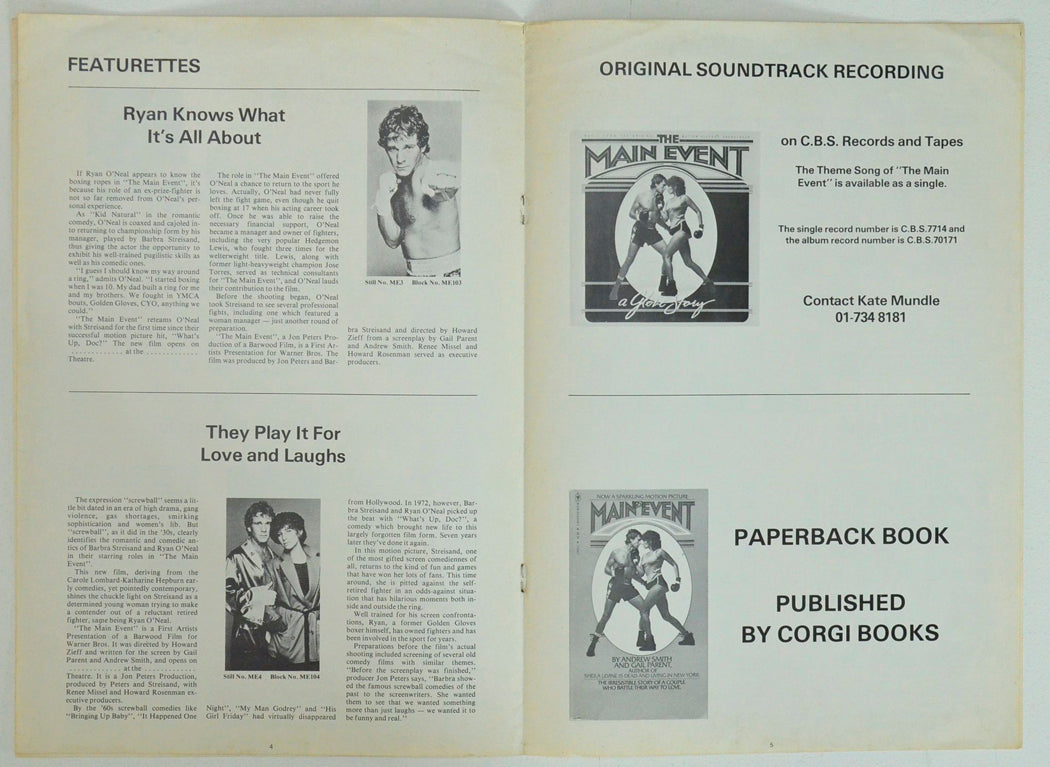 FEATURETTES
Ryan Knows What
It's All About
If Ryan O'Neal appears to know the
boxing ropes in "The Main Event", it's
because his role of an ex-prize-fighter is
not so far removed from O'Neal's per-
sonal experience.
As "Kid Natural" in the romantic
comedy, O'Neal is coaxed and cajoled in-
to returning to championship form by his
manager, played by Barbra Streisand,
thus giving the actor the opportunity to
exhibit his well-trained pugilistic skills as
well as his comedic ones.
"I guess I should know my way around
a ring," admits O'Neal. "I started boxing
when I was 10. My dad built a ring for me
and my brothers. We fought in YMCA
bouts, Golden Gloves, CYO, anything we
could."
"The Main Event" reteams O'Neal
with Streisand for the first time since their
successful motion picture hit, "What's
Up, Doc?" The new film opens on
.............. at the ..............
Theatre.
The role in "The Main Event" offered
O'Neal a chance to return to the sport he
loves. Actually, O'Neal had never fully
left the fight game, even though he quit
boxing at 17 when his acting career took
off. Once he was able to raise the
necessary financial support, O'Neal
became a manager and owner of fighters,
including the very popular Hedgemon
Lewis, who fought three times for the
welterweight title. Lewis, along with
former light-heavyweight champion Jose
Torres, served as technical consultants
for "The Main Event", and O'Neal lauds
their contribution to the film.
Before the shooting began, O'Neal
took Streisand to see several professional
fights, including one which featured a
woman manager — just another round of
preparation.
"The Main Event", a Jon Peters Pro-
duction of a Barwood Film, is a First Ar-
tists Presentation for Warner Bros. The
film was produced by Jon Peters and Bar-
Still No. ME3 Block No. ME103
bra Streisand and directed by Howard
Zieff from a screenplay by Gail Parent
and Andrew Smith. Renee Missel and
Howard Rosenman served as executive
producers.
They Play It For
Love and Laughs
The expression "screwball" seems a lit-
tle bit dated in an era of high drama, gang
violence, gas shortages, smirking
sophistication and women's lib. But
"screwball", as it did in the '30s, clearly
identifies the romantic and comedic an-
tics of Barbra Streisand and Ryan O'Neal
in their starring roles in "The Main
Event".
This new film, deriving from the
Carole Lombard-Katharine Hepburn ear-
ly comedies, yet pointedly contemporary,
shines the chuckle light on Streisand as a
determined young woman trying to make
a contender out of a reluctant retired
fighter, same being Ryan O'Neal.
"The Main Event" is a First Artists
Presentation of a Barwood Film for
Warner Bros. It was directed by Howard
Zieff and written for the screen by Gail
Parent and Andrew Smith, and opens on
.............. at the ..............
Theatre. It is a Jon Peters Production,
produced by Peters and Streisand, with
Renee Missel and Howard Rosenman ex-
ecutive producers.
By the '60s screwball comedies like
"Bringing Up Baby", "It Happened One
Still No. ME4 Block No. ME104
Night", "My Man Godrey" and "His
Girl Friday" had virtually disappeared
from Hollywood. In 1972, however, Bar-
bra Streisand and Ryan O'Neal picked up
the beat with "What's Up, Doc?", a
comedy which brought new life to this
largely forgotten film form. Seven years
later they've done it again.
In this motion picture, Streisand, one
of the most gifted screen comediennes of
all, returns to the kind of fun and games
that have won her lots of fans. This time
around, she is pitted against the self-
retired fighter in an odds-against situa-
tion that has hilarious moments both in-
side and outside the ring.
Well trained for his screen confronta-
tions, Ryan, a former Golden Gloves
boxer himself, has owned fighters and has
been involved in the sport for years.
Preparations before the film's actual
shooting included screening of several old
comedy films with similar themes.
"Before the screenplay was finished,"
producer Jon Peters says, "Barbra show-
ed the famous screwball comedies of the
past to the screenwriters. She wanted
them to see that we wanted something
more than just laughs — we wanted it to
be funny and real."
4
ORIGINAL SOUNDTRACK RECORDING
THE
MAIN EVENT
a Glove Story
on C.B.S. Records and Tapes
The Theme Song of "The Main
Event" is available as a single.
The single record number is C.B.S.7714 and
the album record number is C.B.S.70171
Contact Kate Mundle
01-734 8181
NOW A SPARKLING MOTION PICTURE
THE
MAIN EVENT
BY ANDREW SMITH
AND GAIL PARENT,
AUTHOR OF
SHEILA LEVINE IS DEAD AND LIVING IN NEW YORK
THE IRRESISTIBLE STORY OF A COUPLE
WHO BATTLE THEIR WAY TO LOVE.
PAPERBACK BOOK
PUBLISHED
BY CORGI BOOKS
5